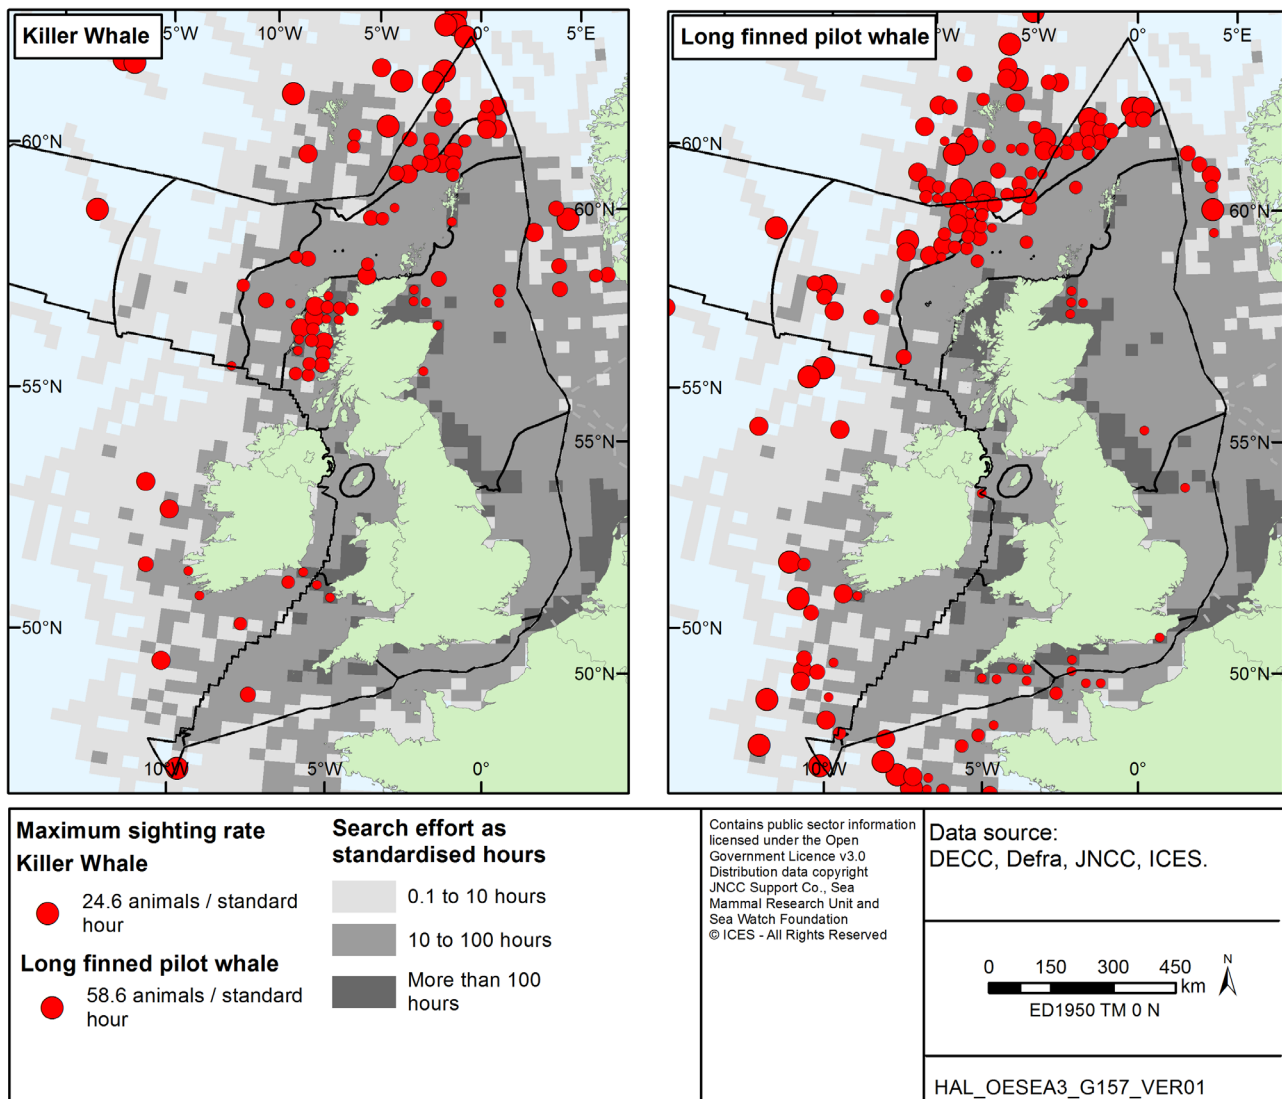 Killer Whale
15°W
10°W
5°W
0°
5°E
60°N
60°N
55°N
55°N
50°N
50°N
10°W
5°W
0°
Long finned pilot whale
10°W
5°W
0°
5°E
60°N
60°N
55°N
55°N
50°N
50°N
10°W
5°W
0°
Maximum sighting rate
Killer Whale
24.6 animals / standard
hour
Long finned pilot whale
58.6 animals / standard
hour
Search effort as
standardised hours
0.1 to 10 hours
10 to 100 hours
More than 100
hours
Contains public sector information
licensed under the Open
Government Licence v3.0
Distribution data copyright
JNCC Support Co., Sea
Mammal Research Unit and
Sea Watch Foundation
© ICES - All Rights Reserved
Data source:
DECC, Defra, JNCC, ICES.
0 150 300 450
km
N
ED1950 TM 0 N
HAL_OESEA3_G157_VER01